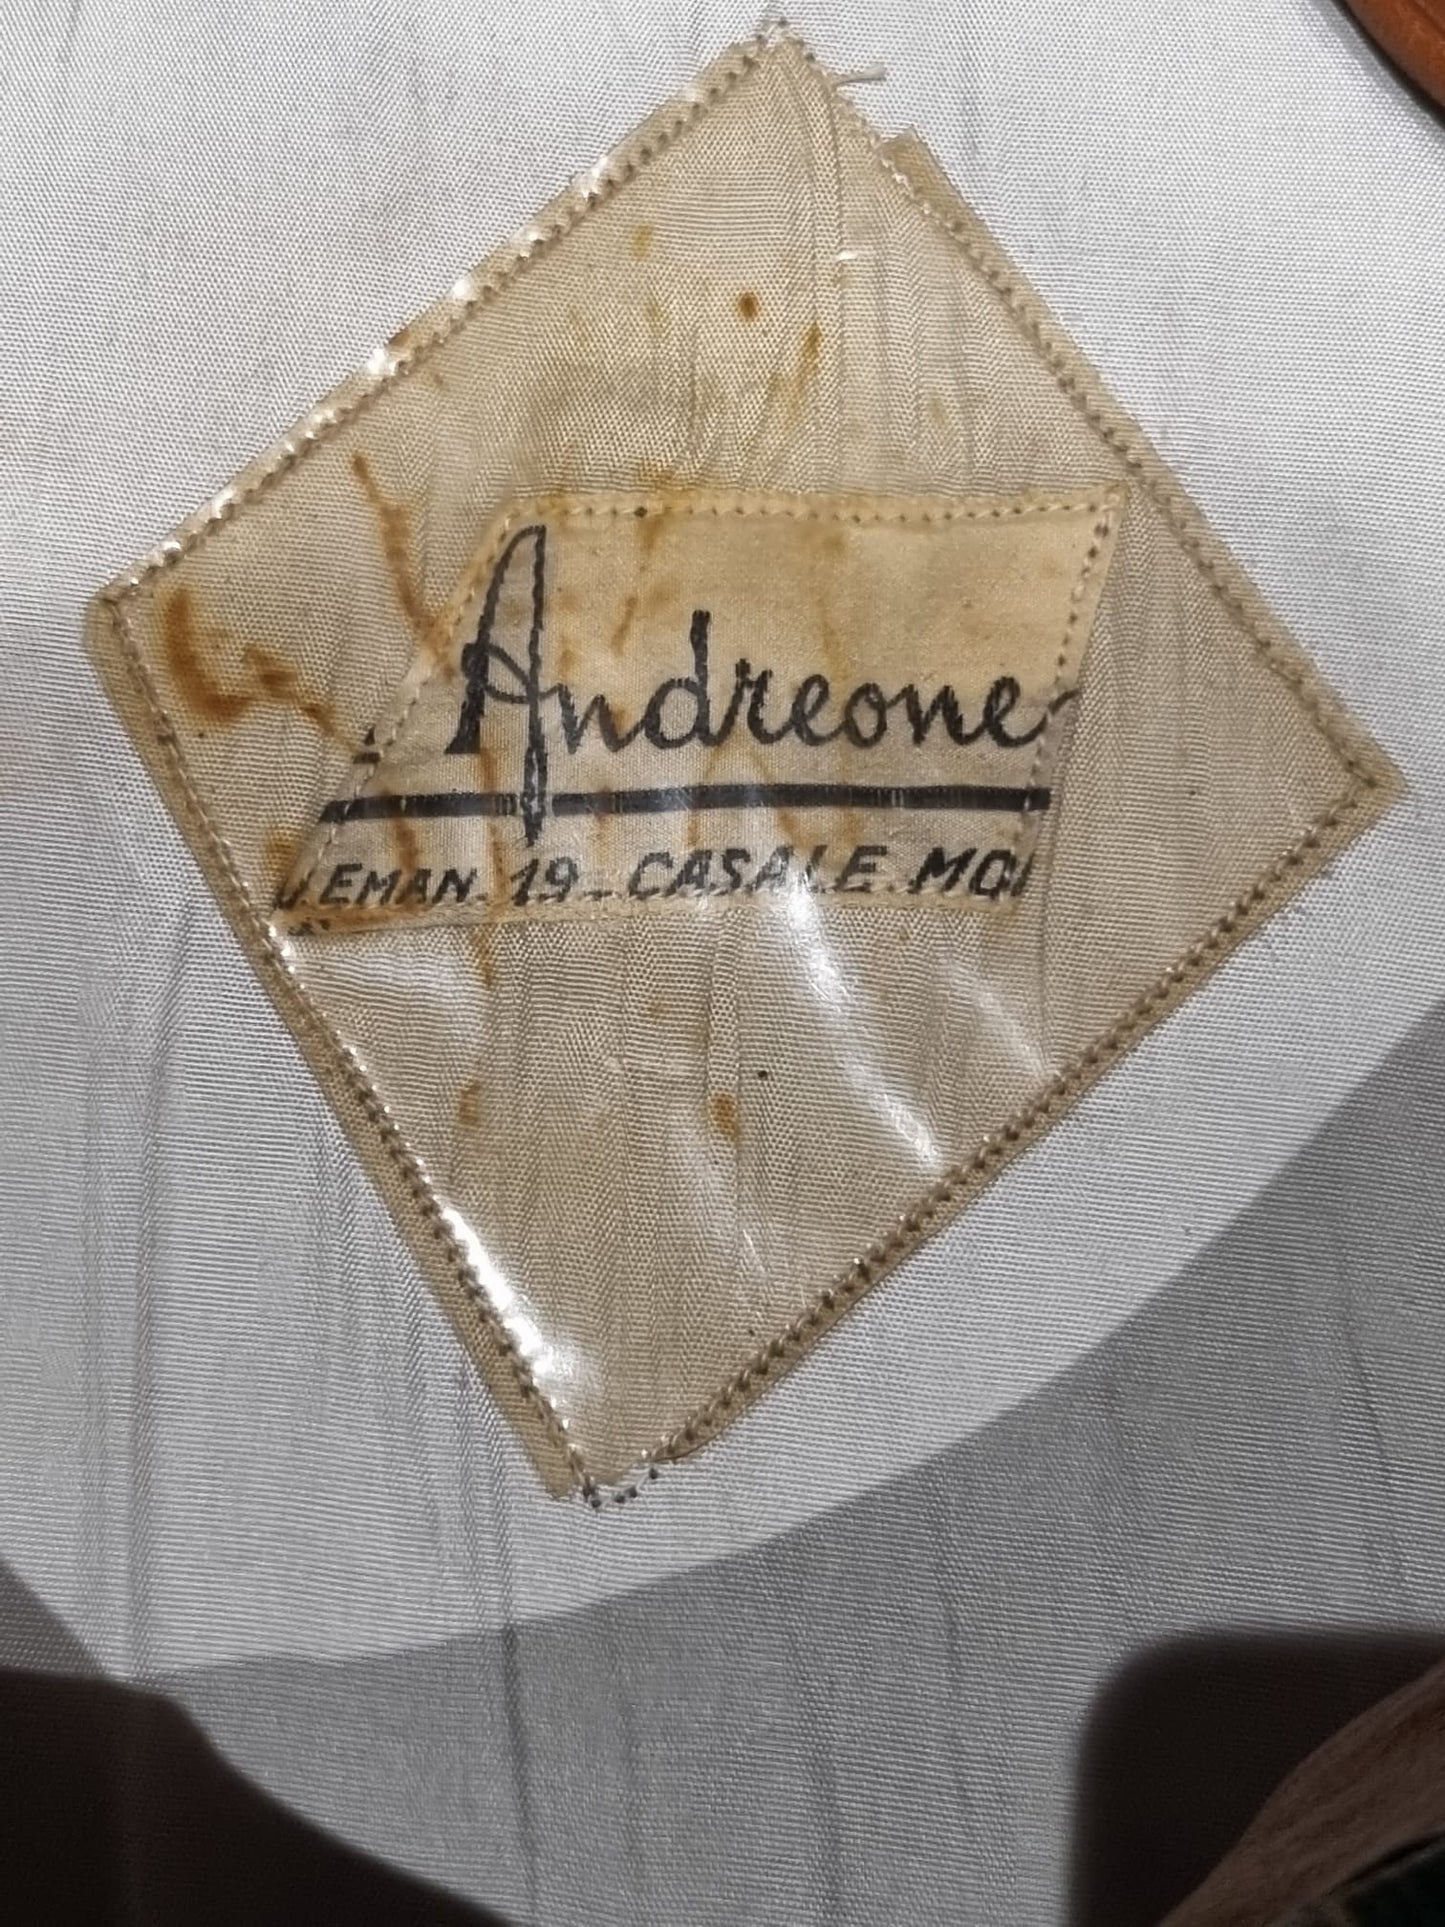 Andreone
V. EMAN. 19 - CASALE MO